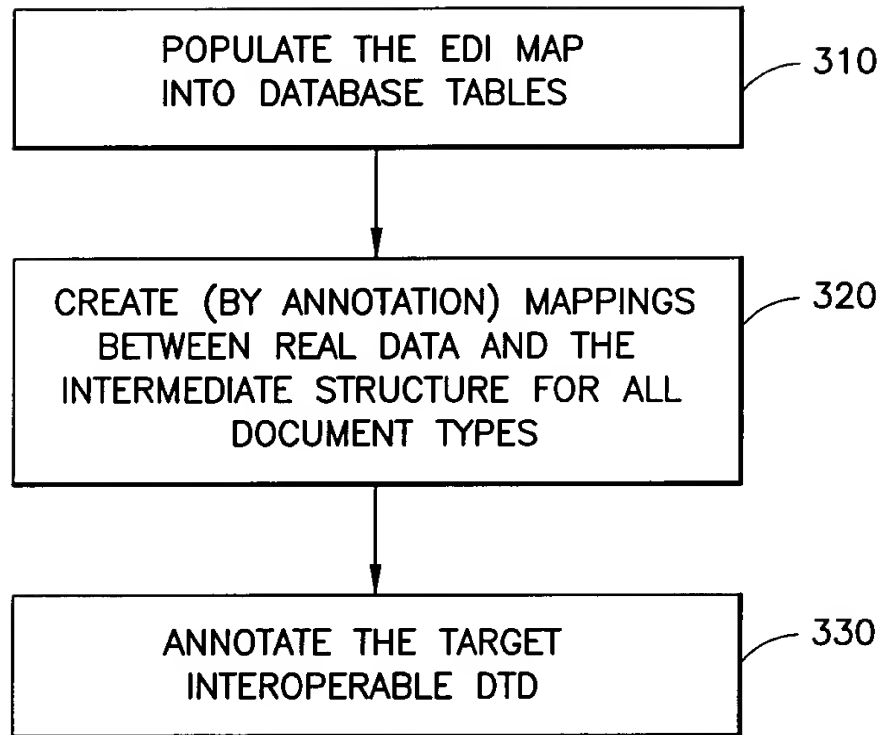 POPULATE THE EDI MAP
INTO DATABASE TABLES
310
CREATE (BY ANNOTATION) MAPPINGS
BETWEEN REAL DATA AND THE
INTERMEDIATE STRUCTURE FOR ALL
DOCUMENT TYPES
320
ANNOTATE THE TARGET
INTEROPERABLE DTD
330